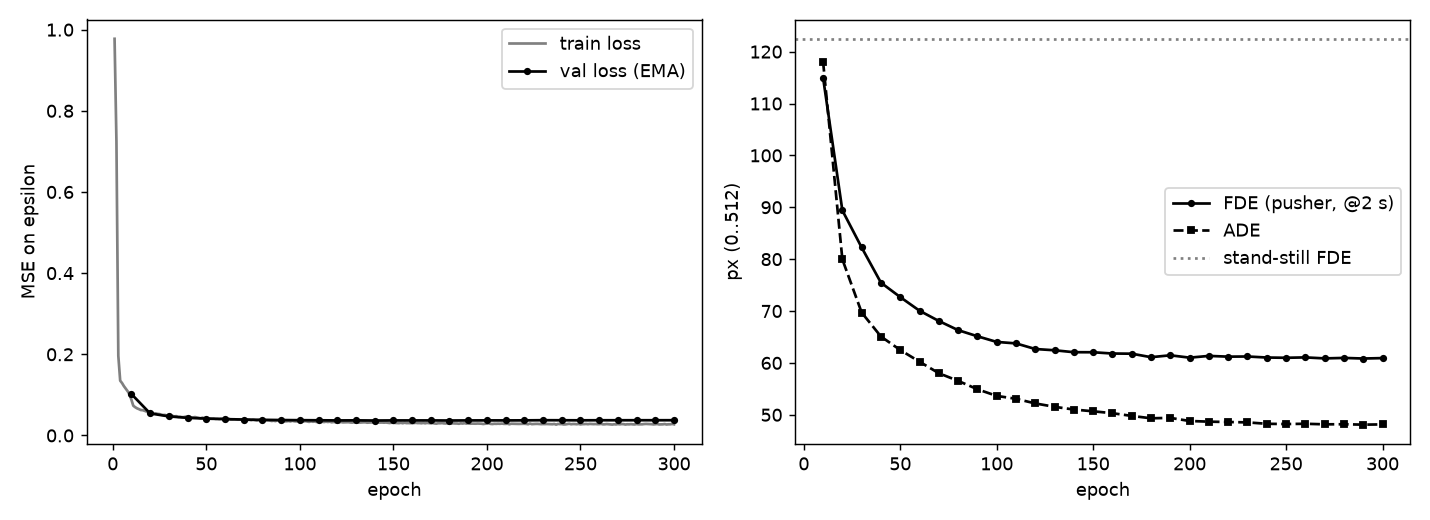 1.0
0.8
0.6
0.4
0.2
0.0
MSE on epsilon
0 50 100 150 200 250 300
epoch
train loss
val loss (EMA)
120
110
100
90
80
70
60
50
px (0..512)
0 50 100 150 200 250 300
epoch
FDE (pusher, @2 s)
ADE
stand-still FDE